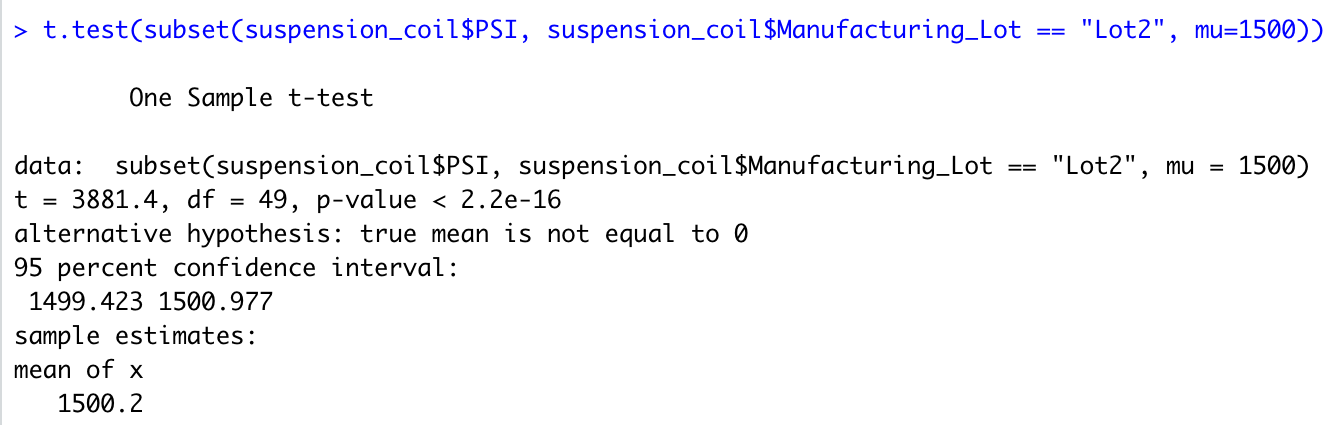 > t.test(subset(suspension_coil$PSI, suspension_coil$Manufacturing_Lot == "Lot2", mu=1500))
One Sample t-test
data:  subset(suspension_coil$PSI, suspension_coil$Manufacturing_Lot == "Lot2", mu = 1500)
t = 3881.4, df = 49, p-value < 2.2e-16
alternative hypothesis: true mean is not equal to 0
95 percent confidence interval:
1499.423 1500.977
sample estimates:
mean of x
1500.2